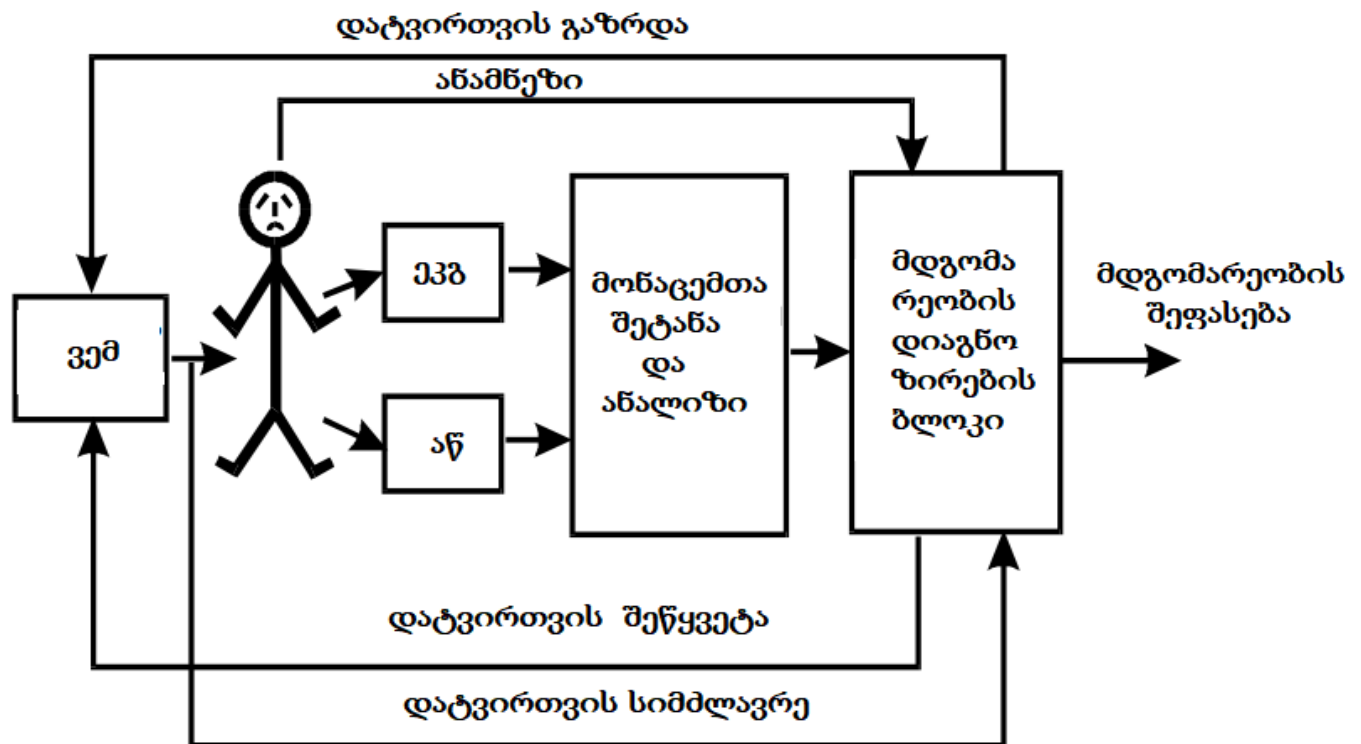 დატვირთვის გაზრდა
ანამნეზი
ვემ
ეკგ
აწ
მონაცემთა
შეტანა
და
ანალიზი
მდგომა
რეობის
დიაგნო
ზირების
ბლოკი
მდგომარეობის
შეფასება
დატვირთვის შეწყვეტა
დატვირთვის სიმძლავრე